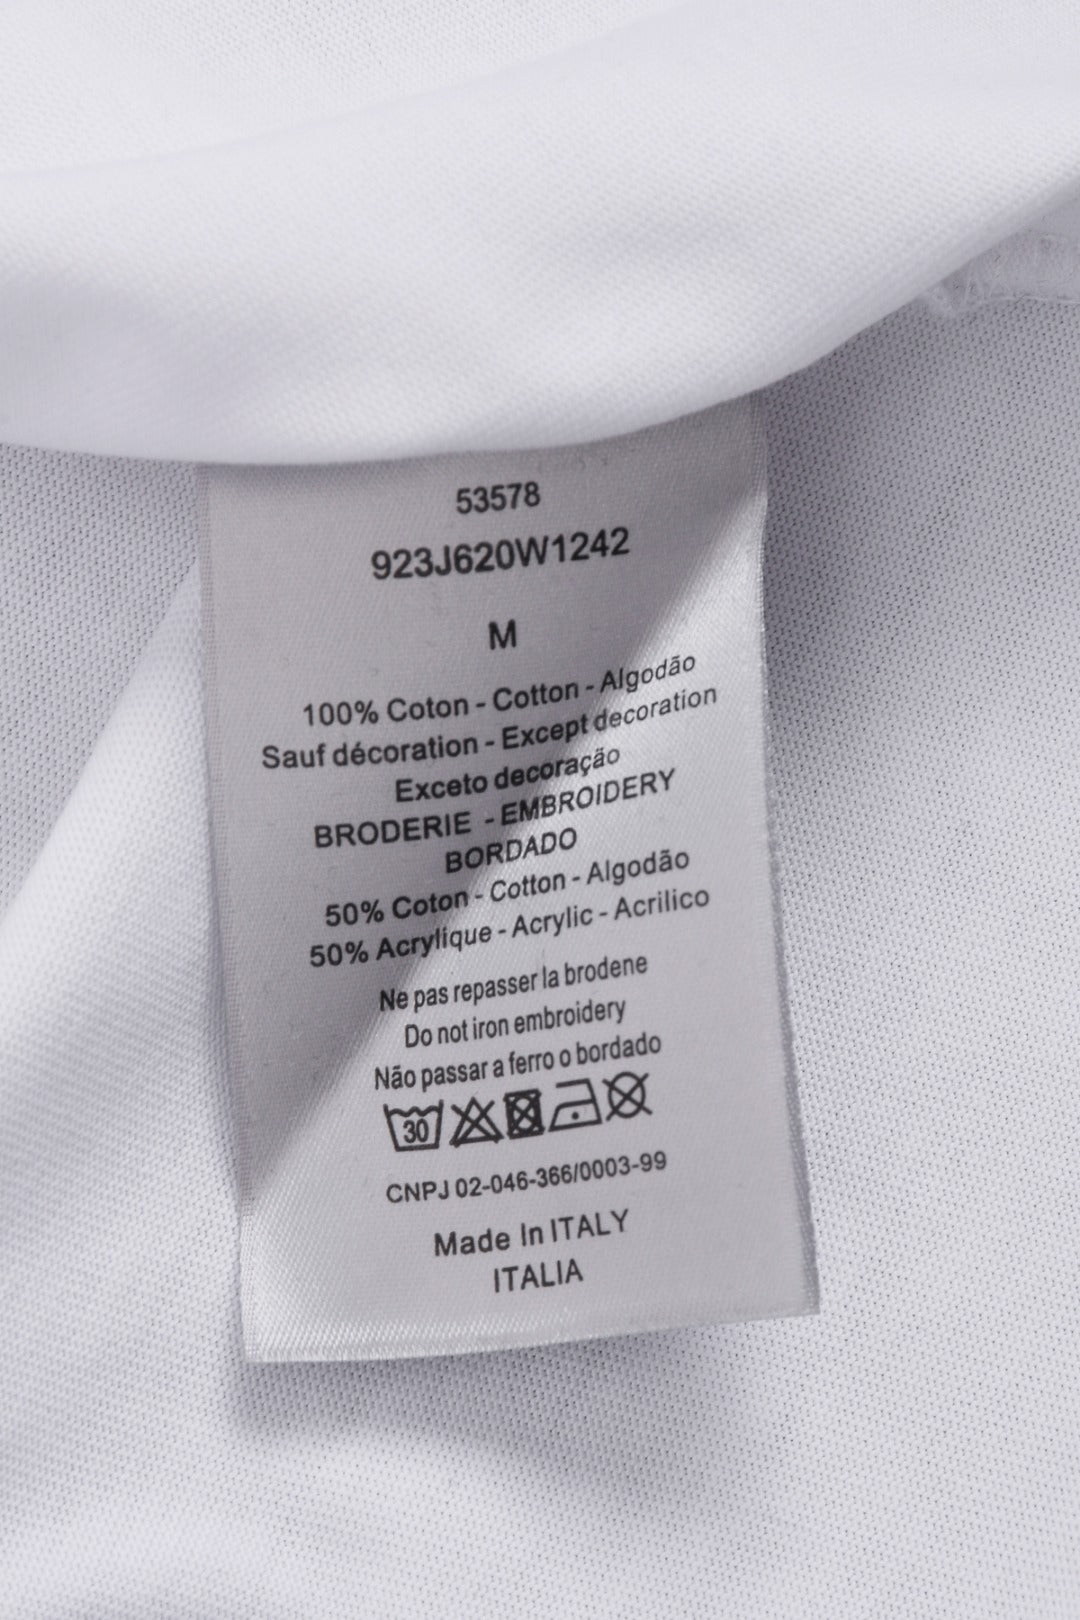 53578
923J620W1242
M
100% Coton - Cotton - Algodão
Sauf décoration - Except decoration
Exceto decoração
BRODERIE - EMBROIDERY
BORDADO
50% Coton - Cotton - Algodão
50% Acrylique - Acrylic - Acrilico
Ne pas repasser la brodene
Do not iron embroidery
Não passar a ferro o bordado
30
CNPJ 02-046-366/0003-99
Made In ITALY
ITALIA